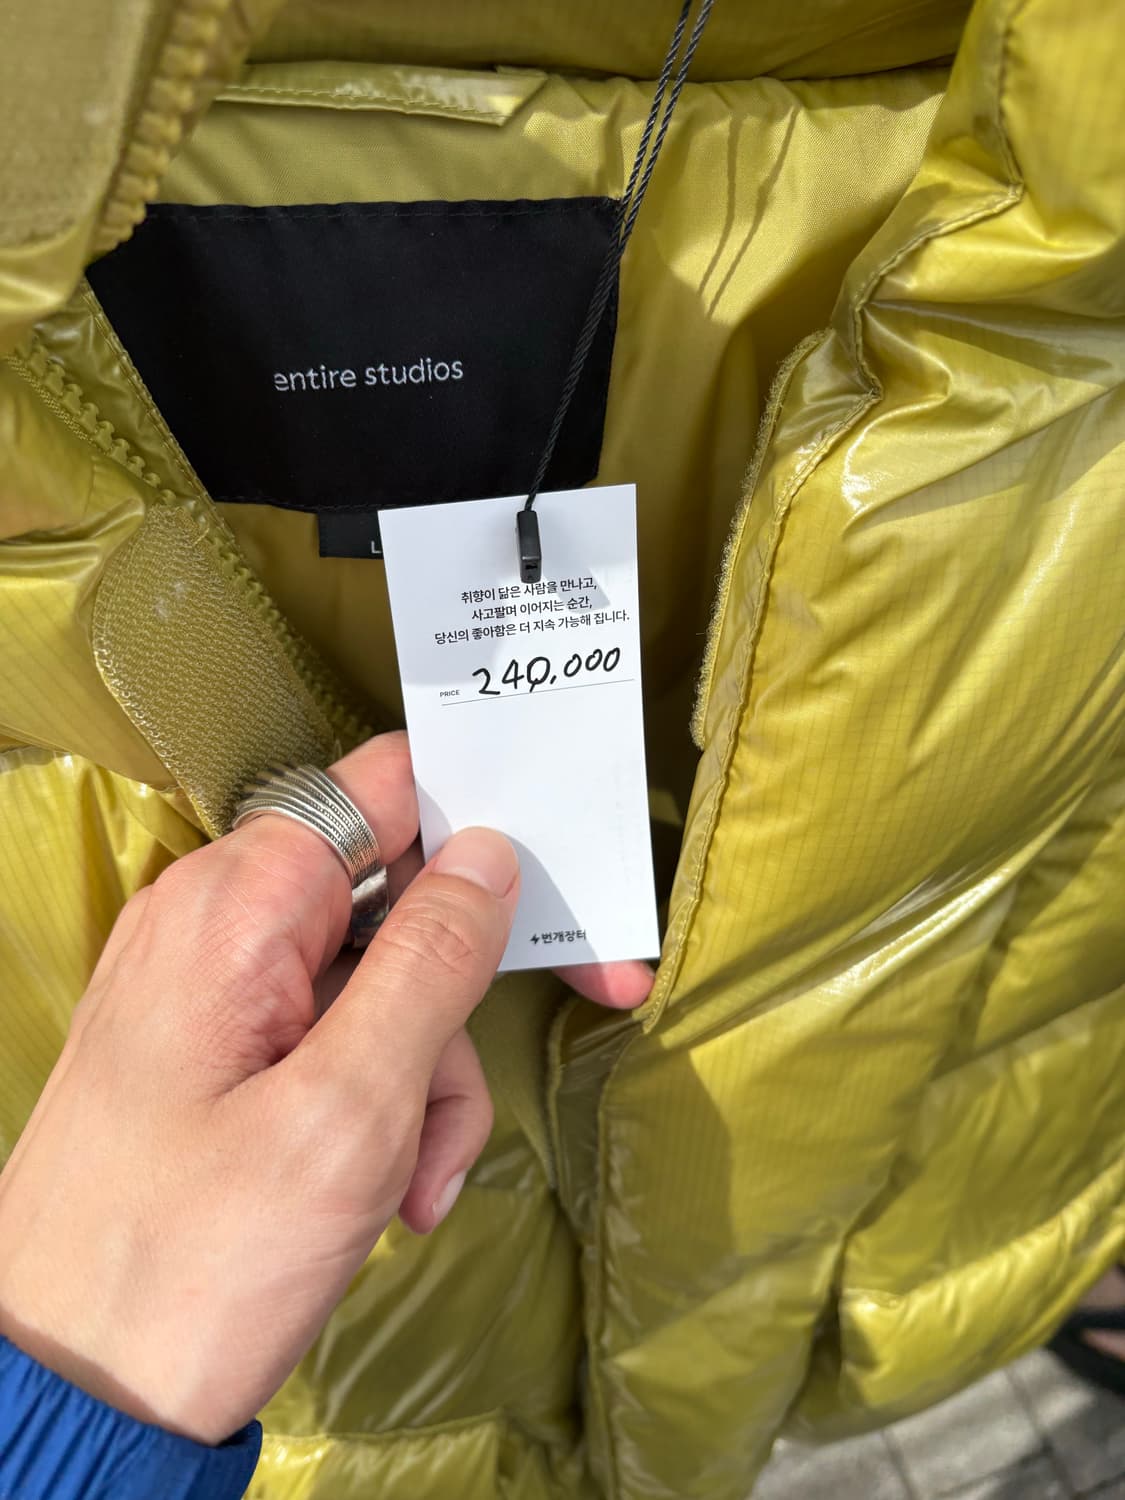 entire studios
L
취향이 닮은 사람을 만나고,
사고팔며 이어지는 순간,
당신의 좋아함은 더 지속 가능해 집니다.
PRICE 240,000
번개장터